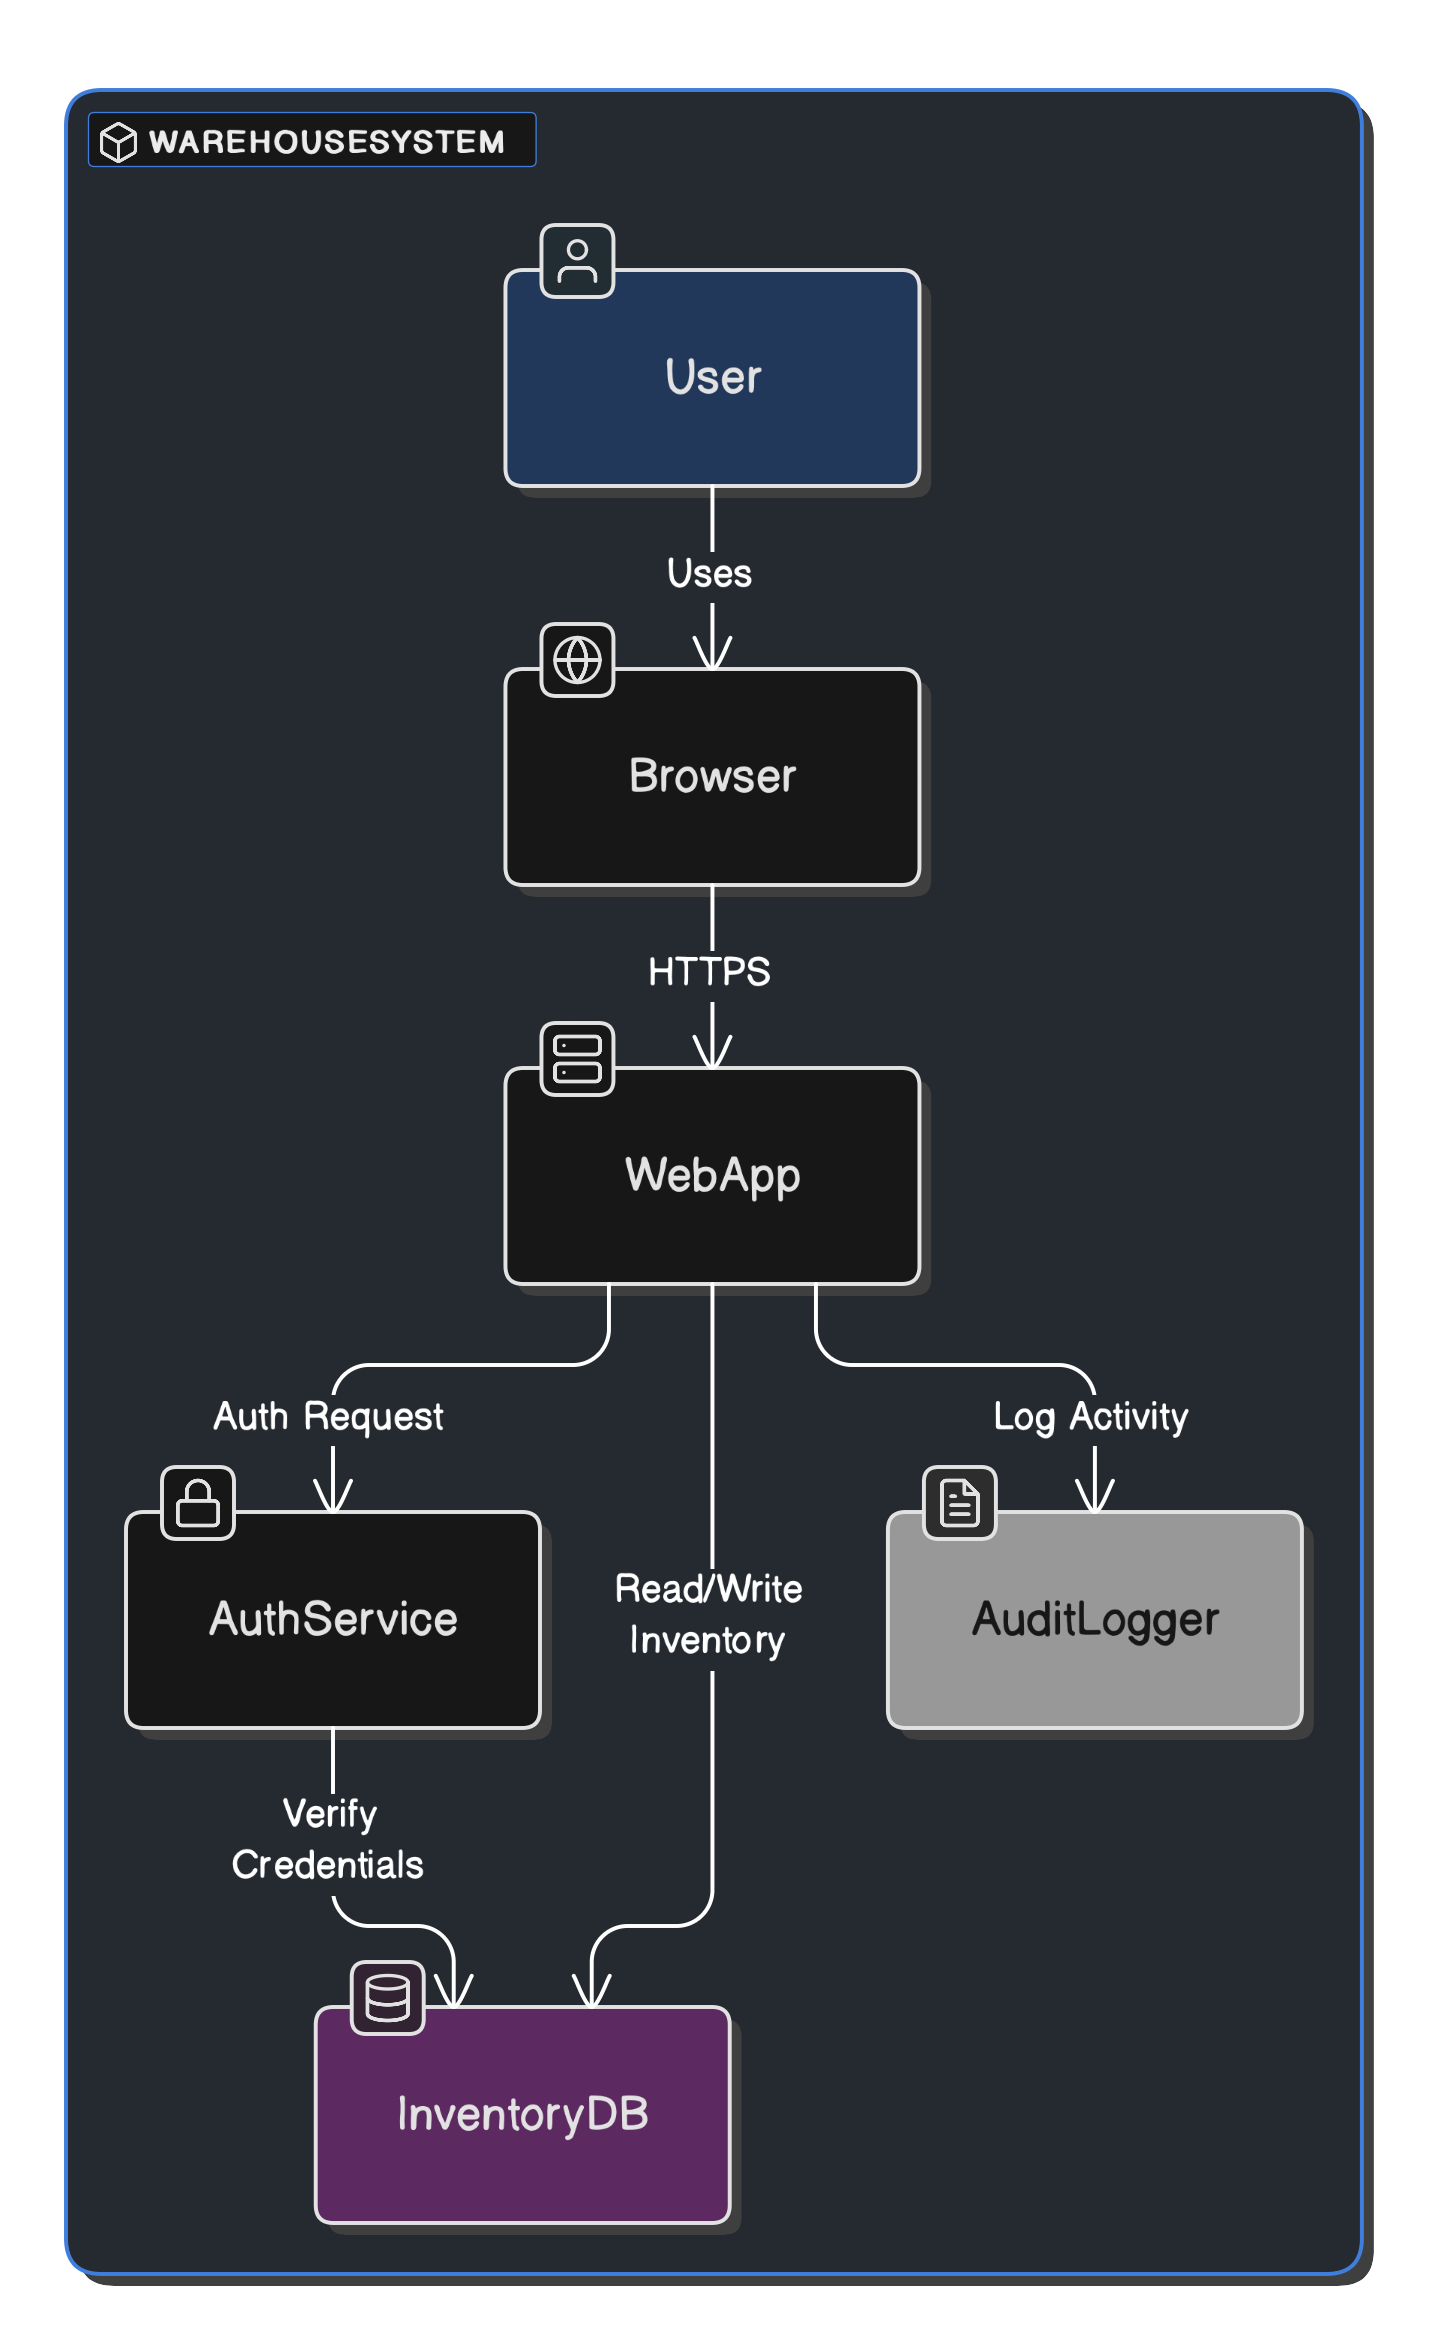 WAREHOUSESYSTEM
User
Uses
Browser
HTTPS
WebApp
Auth Request
Log Activity
AuthService
Read/Write
Inventory
AuditLogger
Verify
Credentials
InventoryDB